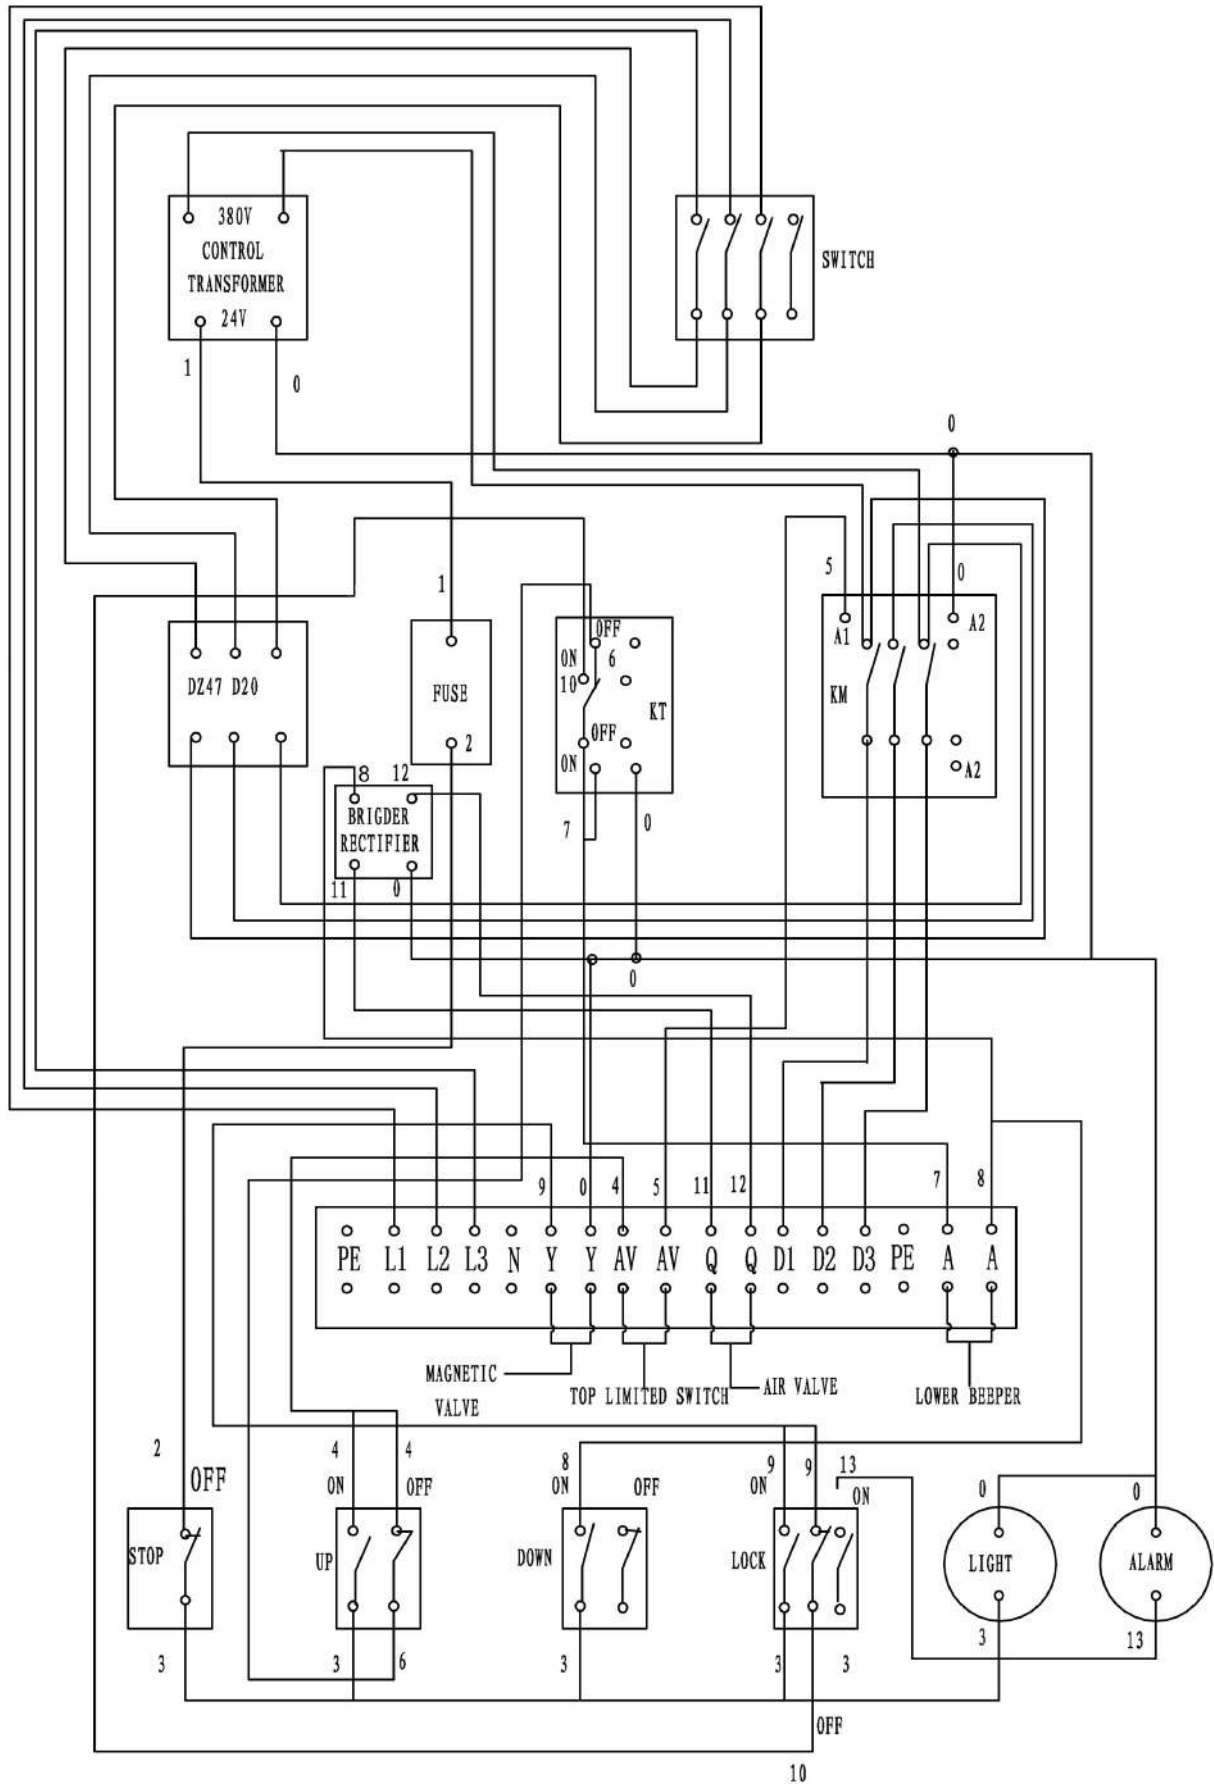 380V
CONTROL
TRANSFORMER
24V
SWITCH
1
0
0
1
5
0
OFF
ON
6
10
KT
OFF
ON
A1
A2
KM
A2
DZ47 D20
FUSE
2
8
12
BRIGDER
RECTIFIER
11
0
7
0
0
9
0
4
5
11
12
7
8
PE L1 L2 L3 N Y Y AV AV Q Q D1 D2 D3 PE A A
MAGNETIC
VALVE
TOP LIMITED SWITCH
AIR VALVE
LOWER BEEPER
2
OFF
4
4
ON
OFF
8
ON
OFF
9
9
13
ON
ON
0
0
STOP
UP
DOWN
LOCK
LIGHT
ALARM
3
3
6
3
3
3
3
13
OFF
10